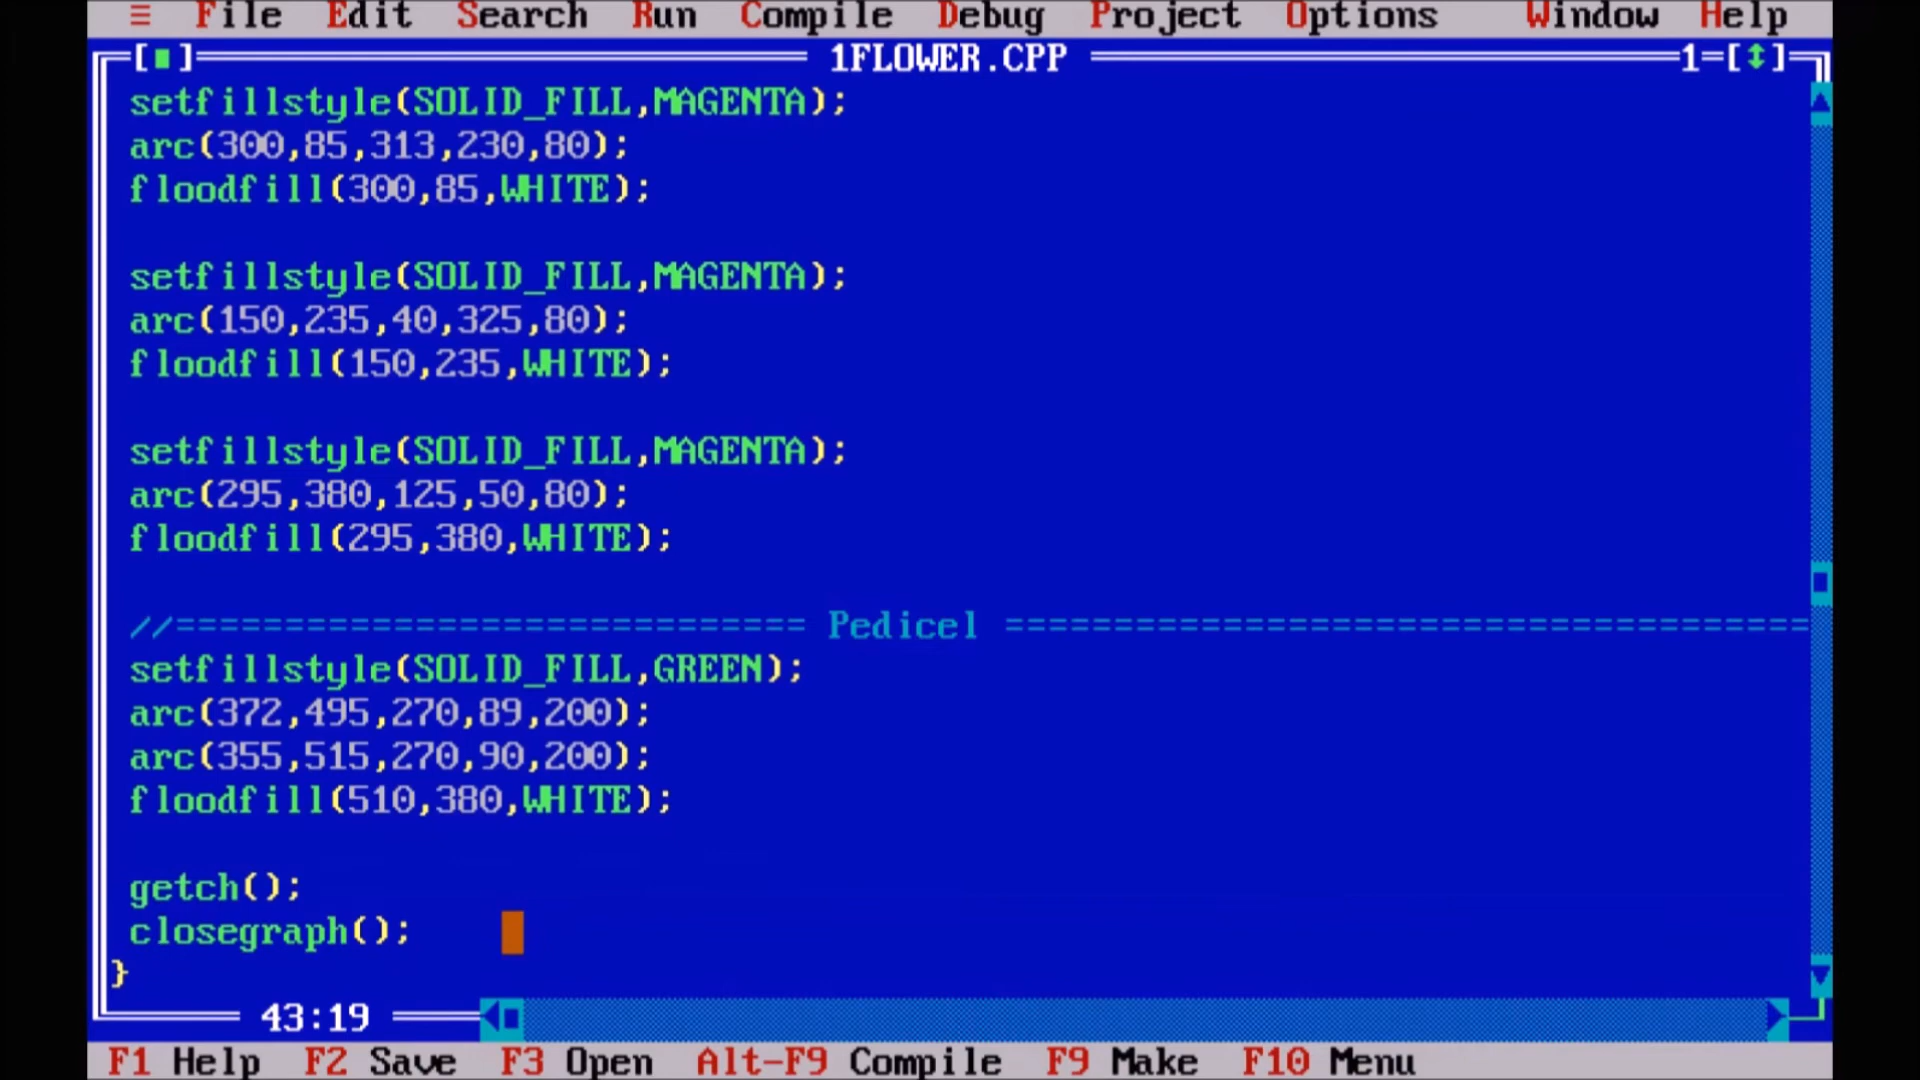 ≡ File Edit Search Run Compile Debug Project Options Window Help
[■] 1FLOWER.CPP 1=[↕]
setfillstyle(SOLID_FILL,MAGENTA);
arc(300,85,313,230,80);
floodfill(300,85,WHITE);
setfillstyle(SOLID_FILL,MAGENTA);
arc(150,235,40,325,80);
floodfill(150,235,WHITE);
setfillstyle(SOLID_FILL,MAGENTA);
arc(295,380,125,50,80);
floodfill(295,380,WHITE);
//============================= Pedicel =====================================
setfillstyle(SOLID_FILL,GREEN);
arc(372,495,270,89,200);
arc(355,515,270,90,200);
floodfill(510,380,WHITE);
getch();
closegraph();
}
43:19
F1 Help F2 Save F3 Open Alt-F9 Compile F9 Make F10 Menu